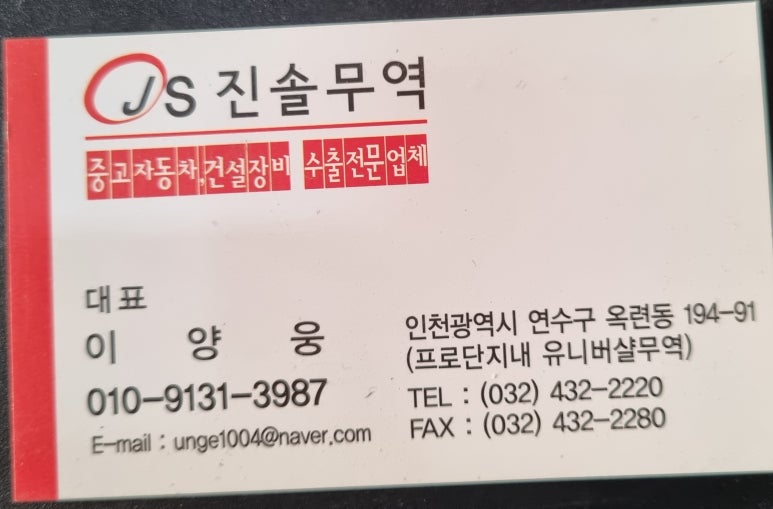 JS 진솔무역
중고자동차,건설장비 수출전문업체
대표
이 양 웅
010-9131-3987
E-mail : unge1004@naver.com
인천광역시 연수구 옥련동 194-91
(프로단지내 유니버샬무역)
TEL : (032) 432-2220
FAX : (032) 432-2280